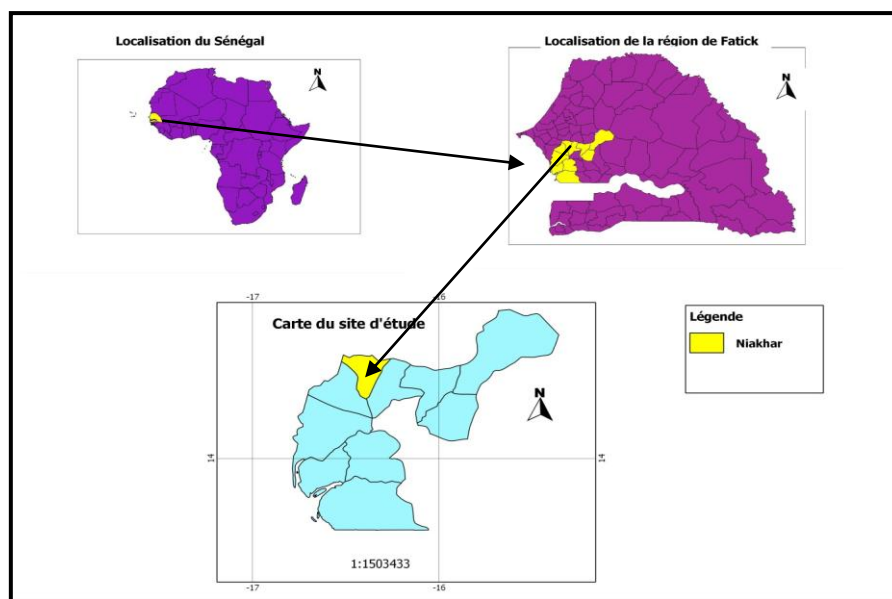 Localisation du Sénégal
N
Localisation de la région de Fatick
N
-17
-16
Carte du site d'étude
N
14
14
1:1503433
-17
-16
Légende
Niakhar